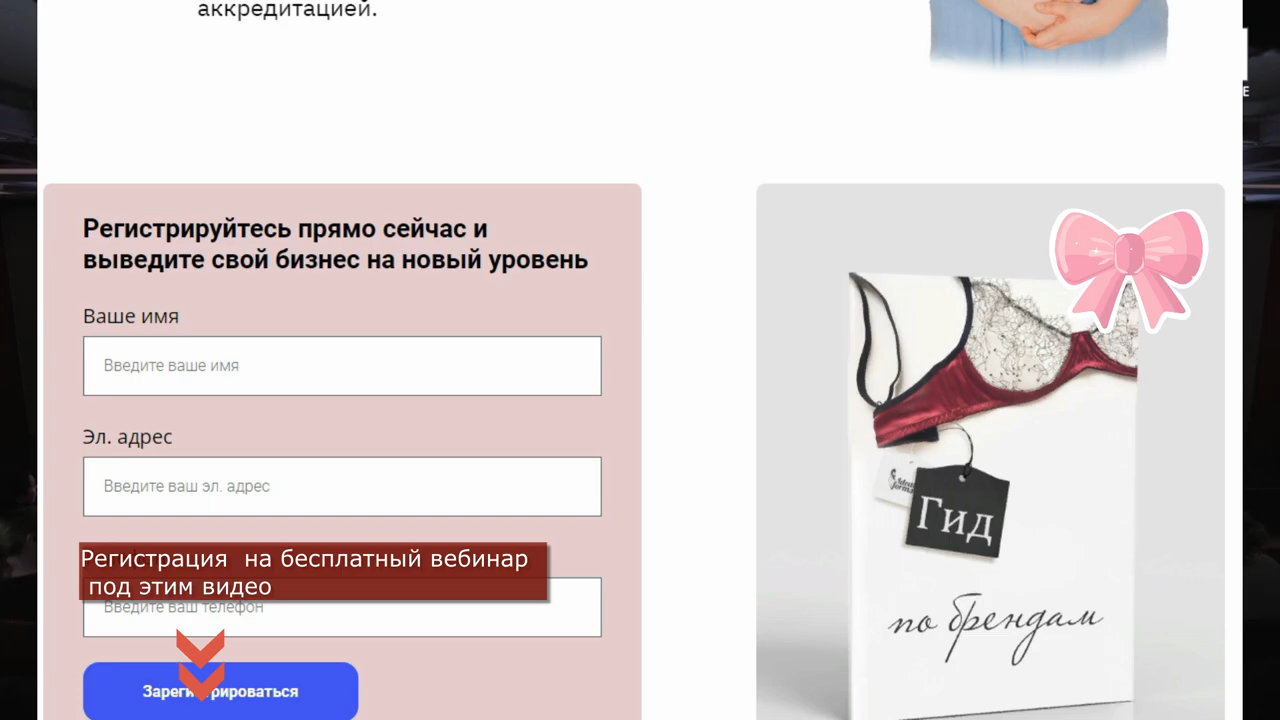 аккредитацией.
Е
Регистрируйтесь прямо сейчас и
выведите свой бизнес на новый уровень
Ваше имя
Введите ваше имя
Эл. адрес
Введите ваш эл. адрес
Регистрация на бесплатный вебинар
под этим видео
Введите ваш телефон
Гид
по брендам